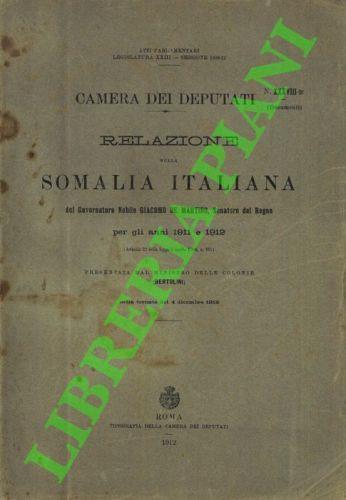 ATTI PARLAMENTARI
LEGISLATURA XXIII — SESSIONE 1909-12
CAMERA DEI DEPUTATI
N. XXXVIII-
(Documenti)
RELAZIONE
SULLA
SOMALIA ITALIANA
del Governatore Nobile GIACOMO DE MARTINO, Senatore del Regno
per gli anni 1911 e 1912
PRESENTATA DAL MINISTRO DELLE COLONIE
(BERTOLINI)
nella tornata del 4 dicembre 1912
ROMA
TIPOGRAFIA DELLA CAMERA DEI DEPUTATI
1912
LIBRERIA PIANI